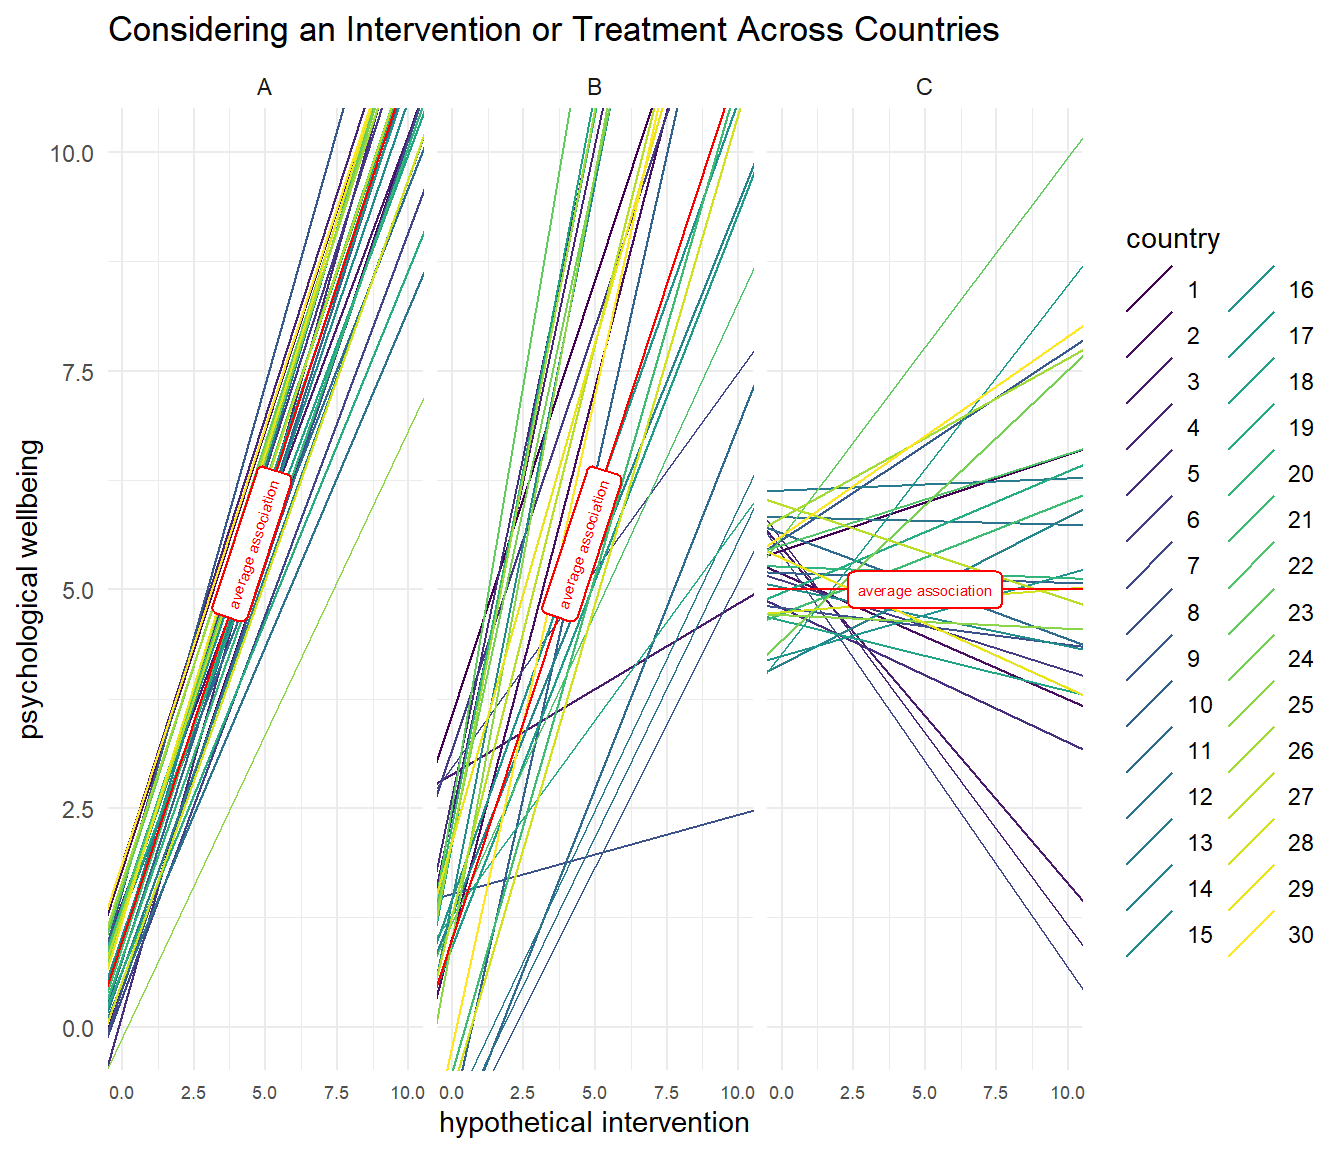 Considering an Intervention or Treatment Across Countries
A
B
C
psychological wellbeing
10.0
7.5
5.0
2.5
0.0
average association
average association
average association
0.0 2.5 5.0 7.5 10.0
0.0 2.5 5.0 7.5 10.0
0.0 2.5 5.0 7.5 10.0
hypothetical intervention
country
1
2
3
4
5
6
7
8
9
10
11
12
13
14
15
16
17
18
19
20
21
22
23
24
25
26
27
28
29
30